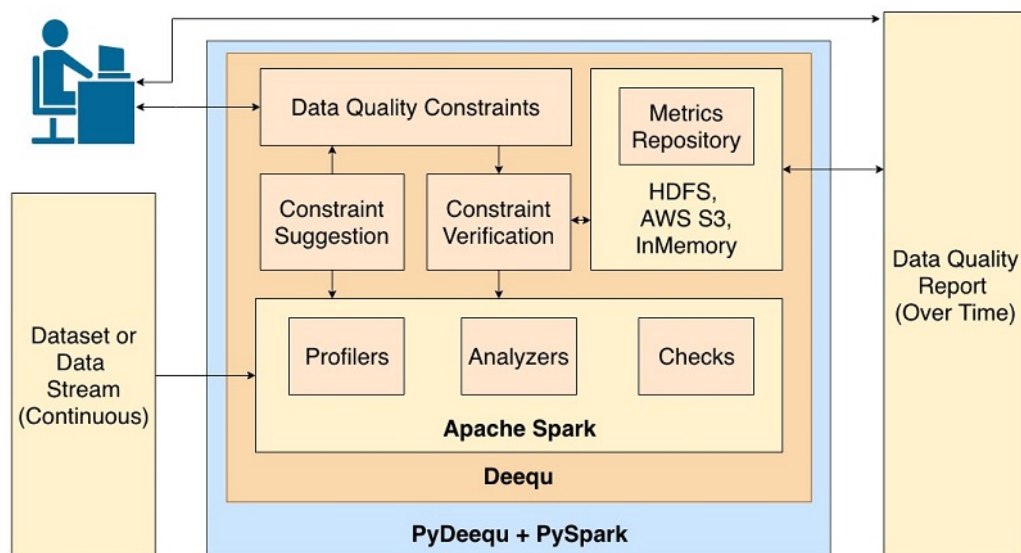 Data Quality Constraints
Metrics
Repository
HDFS,
AWS S3,
InMemory
Constraint
Suggestion
Constraint
Verification
Data Quality
Report
(Over Time)
Dataset or
Data
Stream
(Continuous)
Profilers
Analyzers
Checks
Apache Spark
Deequ
PyDeequ + PySpark